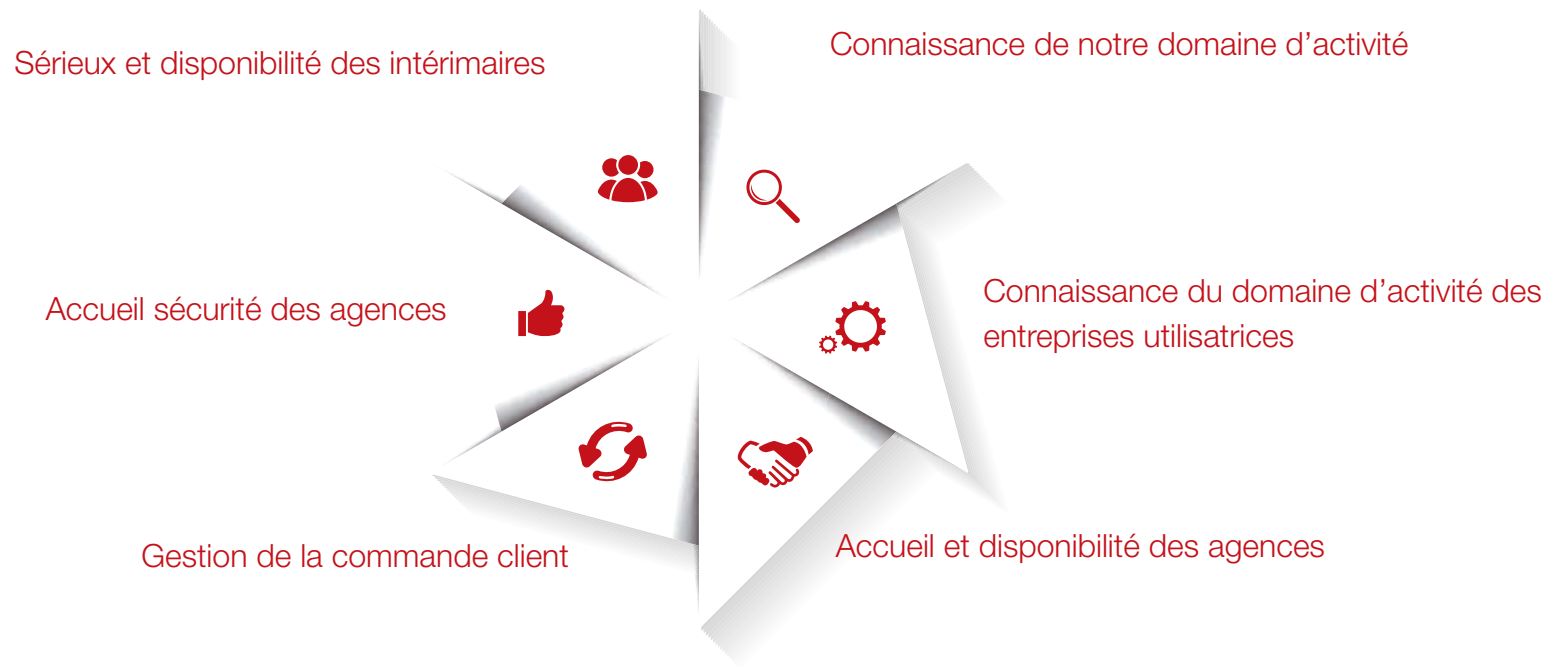 Sérieux et disponibilité des intérimaires
Connaissance de notre domaine d’activité
Accueil sécurité des agences
Connaissance du domaine d’activité des
entreprises utilisatrices
Gestion de la commande client
Accueil et disponibilité des agences